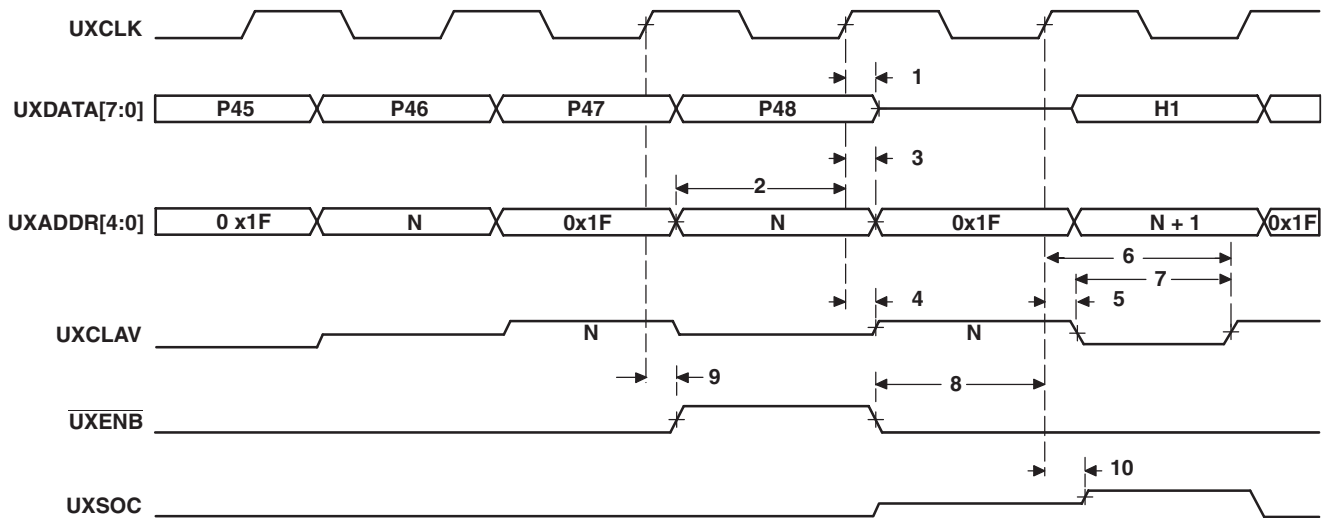 UXCLK
1
UXDATA[7:0] P45 P46 P47 P48 H1
3
2
UXADDR[4:0] 0 x1F N 0x1F N 0x1F N + 1 0x1F
6
7
4 5
UXCLAV N N
9 8
UXENB
10
UXSOC